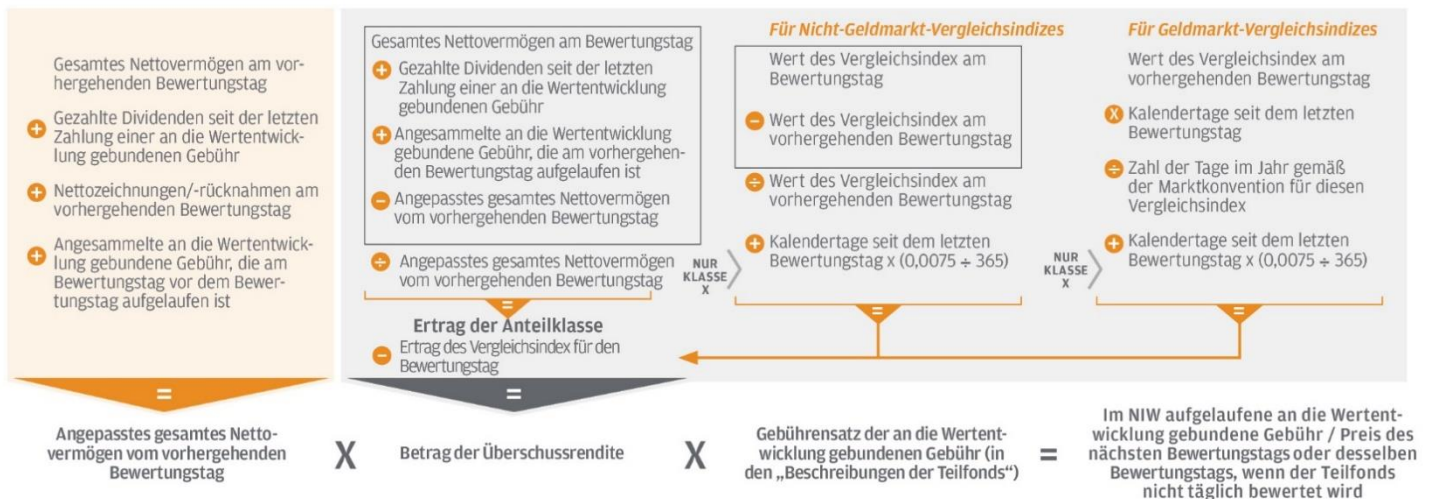 Gesamtes Nettovermögen am vor-
hergehenden Bewertungstag
+ Gezahlte Dividenden seit der letzten
Zahlung einer an die Wertentwick-
lung gebundenen Gebühr
+ Nettozeichnungen/-rücknahmen am
vorhergehenden Bewertungstag
+ Angesammelte an die Wertentwick-
lung gebundene Gebühr, die am
Bewertungstag vor dem Bewer-
tungstag aufgelaufen ist
=
Gesamtes Nettovermögen am Bewertungstag
+ Gezahlte Dividenden seit der letzten
Zahlung einer an die Wertentwicklung
gebundenen Gebühr
+ Angesammelte an die Wertentwicklung
gebundene Gebühr, die am vorhergehen-
den Bewertungstag aufgelaufen ist
− Angepasstes gesamtes Nettovermögen
vom vorhergehenden Bewertungstag
÷ Angepasstes gesamtes Nettovermögen
vom vorhergehenden Bewertungstag
=
Ertrag der Anteilklasse
− Ertrag des Vergleichsindex für den
Bewertungstag
=
NUR
KLASSE
X
Für Nicht-Geldmarkt-Vergleichsindizes
Wert des Vergleichsindex am
Bewertungstag
− Wert des Vergleichsindex am
vorhergehenden Bewertungstag
÷ Wert des Vergleichsindex am
vorhergehenden Bewertungstag
+ Kalendertage seit dem letzten
Bewertungstag x (0,0075 ÷ 365)
=
NUR
KLASSE
X
Für Geldmarkt-Vergleichsindizes
Wert des Vergleichsindex am
vorhergehenden Bewertungstag
x Kalendertage seit dem letzten
Bewertungstag
÷ Zahl der Tage im Jahr gemäß
der Marktkonvention für diesen
Vergleichsindex
+ Kalendertage seit dem letzten
Bewertungstag x (0,0075 ÷ 365)
=
Angepasstes gesamtes Netto-
vermögen vom vorhergehenden
Bewertungstag
X
Betrag der Überschussrendite
X
Gebührensatz der an die Wertent-
wicklung gebundenen Gebühr (in
den „Beschreibungen der Teilfonds“)
=
Im NIW aufgelaufene an die Wertent-
wicklung gebundene Gebühr / Preis des
nächsten Bewertungstags oder desselben
Bewertungstags, wenn der Teilfonds
nicht täglich bewertet wird